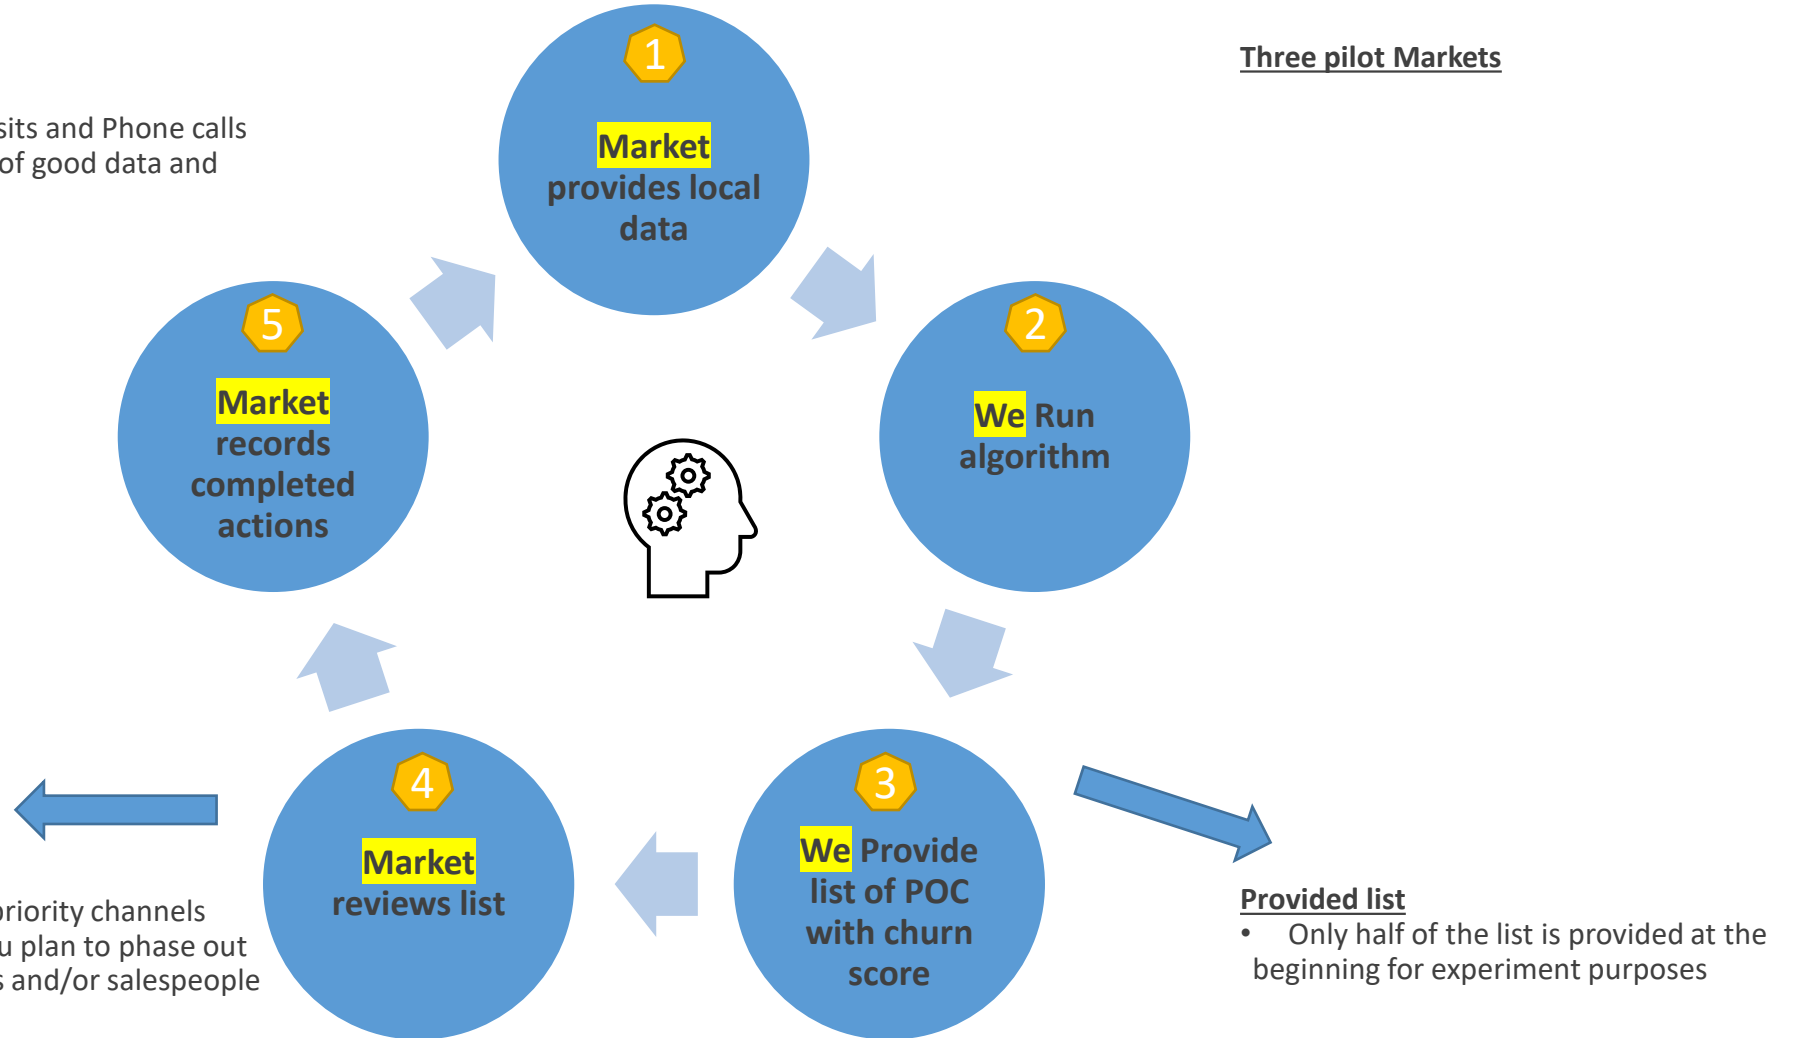 Three pilot Markets
sits and Phone calls
of good data and
1
Market
provides local
data
2
We Run
algorithm
3
We Provide
list of POC
with churn
score
Provided list
• Only half of the list is provided at the
beginning for experiment purposes
4
Market
reviews list
priority channels
u plan to phase out
s and/or salespeople
5
Market
records
completed
actions